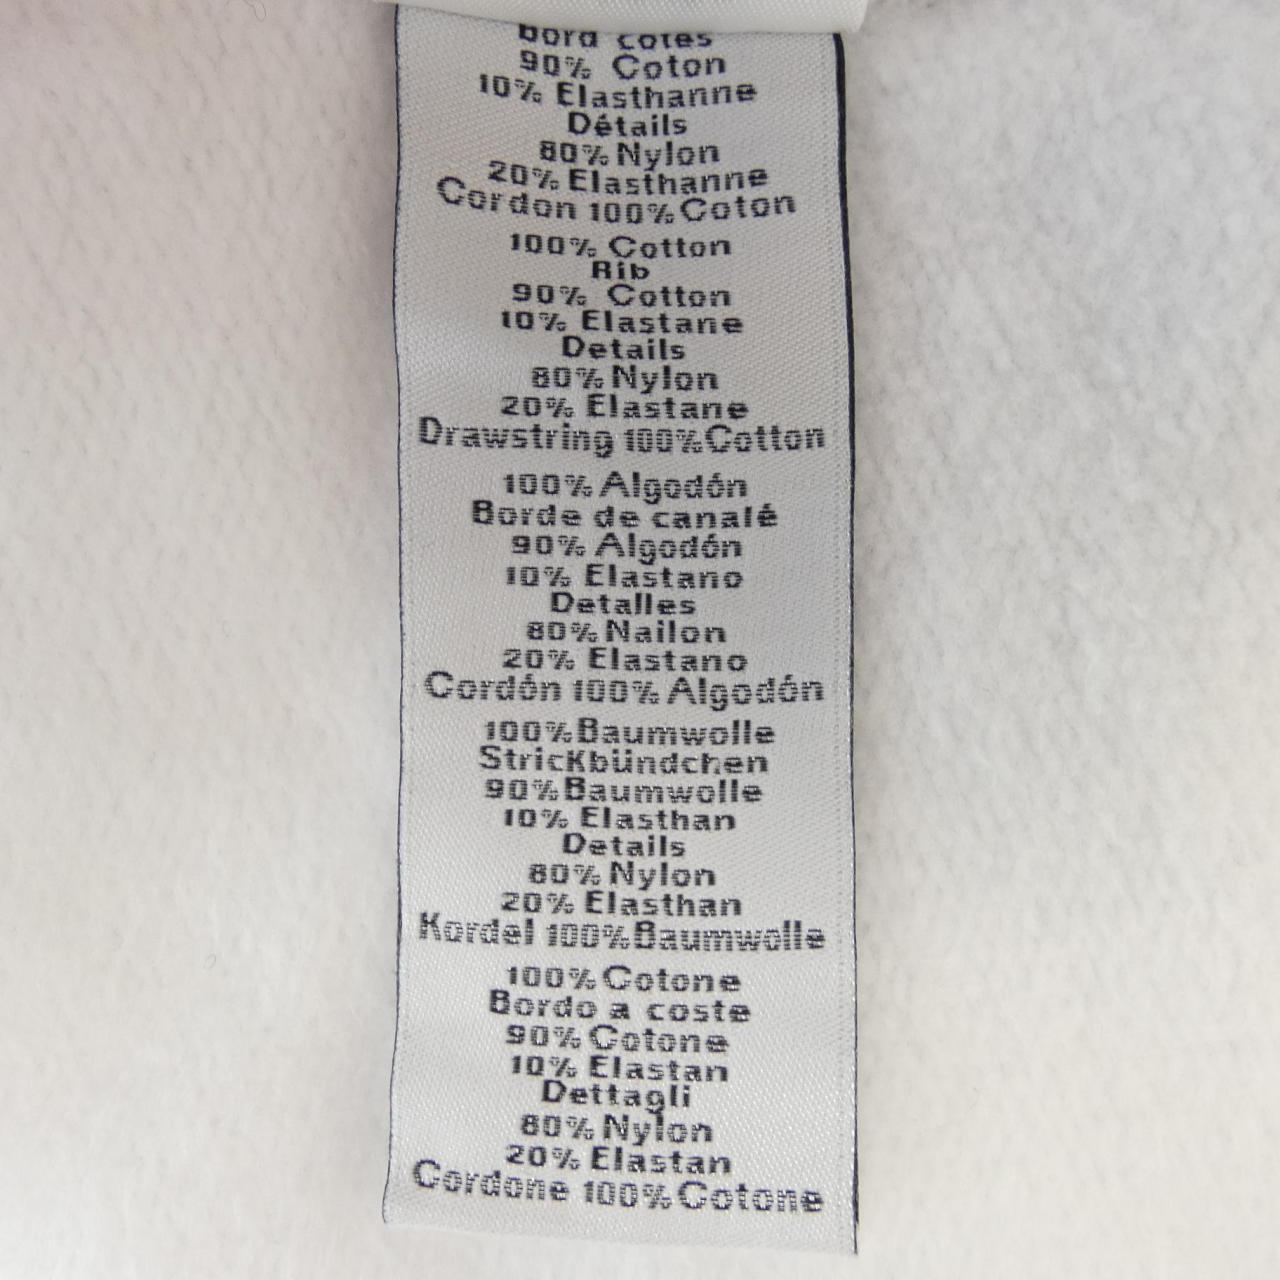 Bord côtes
90% Coton
10% Elasthanne
Détails
80% Nylon
20% Elasthanne
Cordon 100% Coton
100% Cotton
Rib
90% Cotton
10% Elastane
Details
80% Nylon
20% Elastane
Drawstring 100% Cotton
100% Algodón
Borde de canalé
90% Algodón
10% Elastano
Detalles
80% Nailon
20% Elastano
Cordón 100% Algodón
100% Baumwolle
StricKbündchen
90% Baumwolle
10% Elasthan
Details
80% Nylon
20% Elasthan
Kordel 100% Baumwolle
100% Cotone
Bordo a coste
90% Cotone
10% Elastan
Dettagli
80% Nylon
20% Elastan
Cordone 100% Cotone